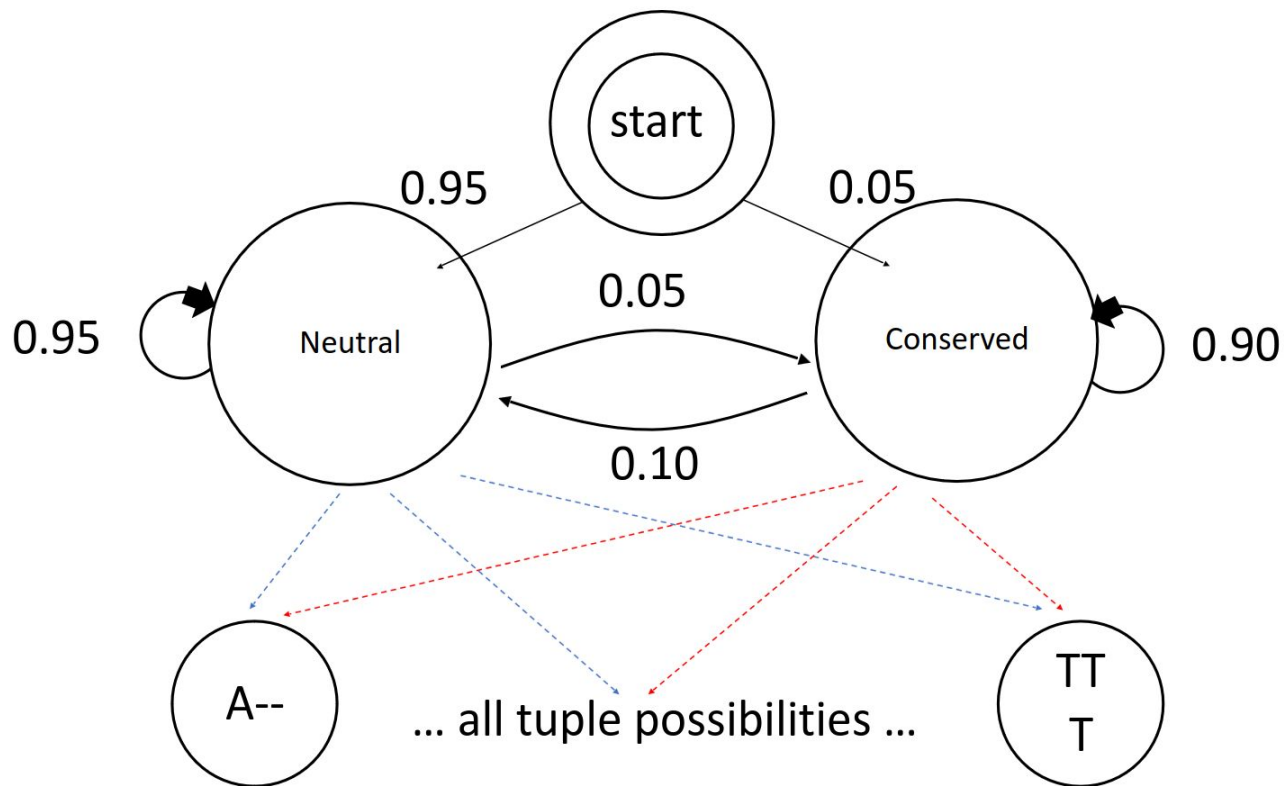 start
0.95
0.05
0.05
0.95
Neutral
Conserved
0.90
0.10
A--
... all tuple possibilities ...
TT
T